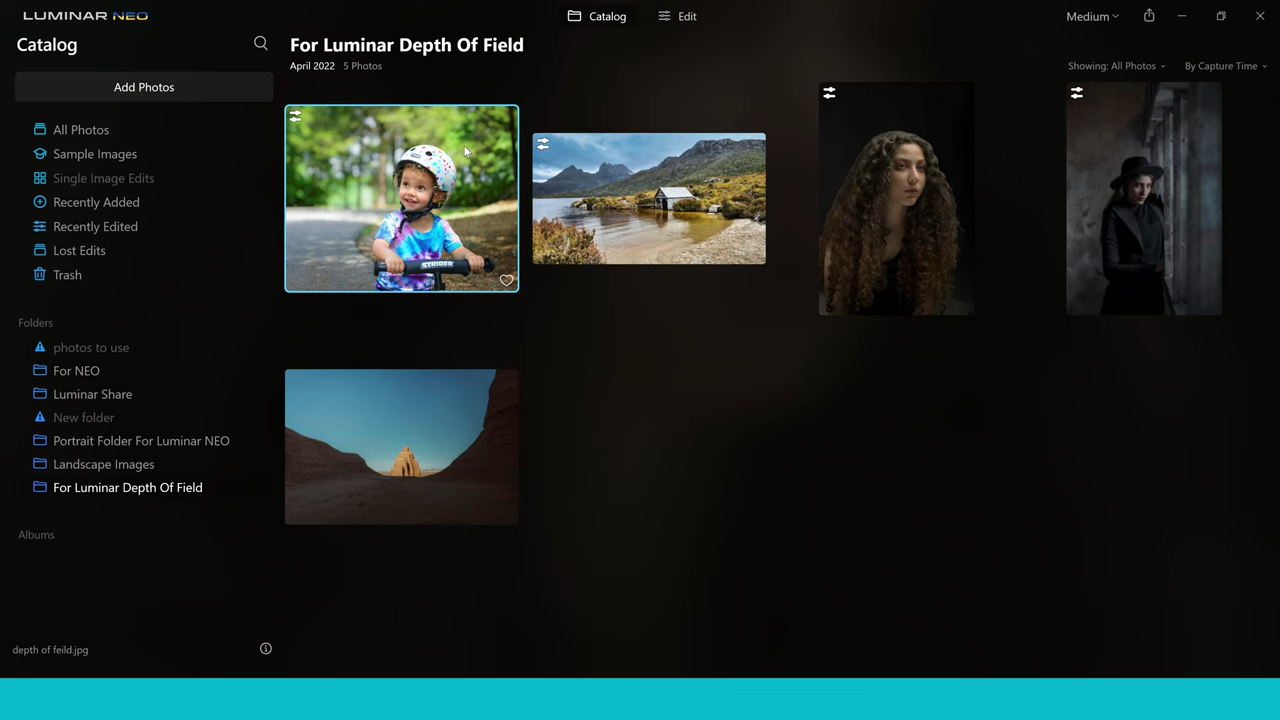 LUMINAR NEO
Catalog
Edit
Medium
Catalog
For Luminar Depth Of Field
April 2022 5 Photos
Showing: All Photos
By Capture Time
Add Photos
All Photos
Sample Images
Single Image Edits
Recently Added
Recently Edited
Lost Edits
Trash
Folders
photos to use
For NEO
Luminar Share
New folder
Portrait Folder For Luminar NEO
Landscape Images
For Luminar Depth Of Field
Albums
STRIDER
depth of feild.jpg